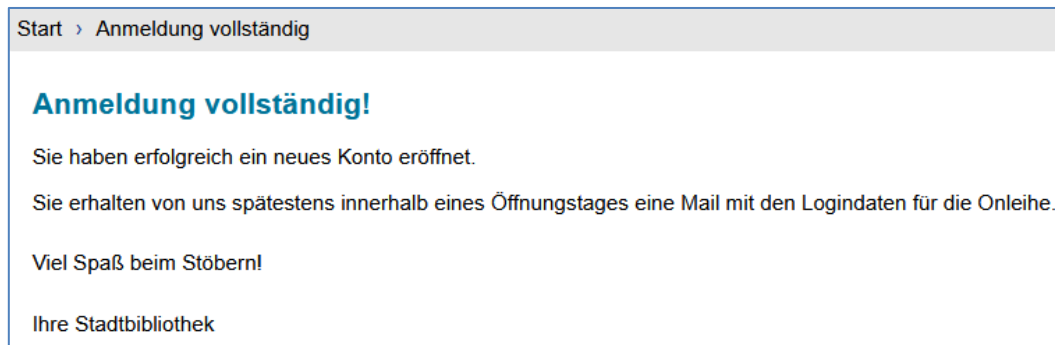 Start › Anmeldung vollständig
Anmeldung vollständig!
Sie haben erfolgreich ein neues Konto eröffnet.
Sie erhalten von uns spätestens innerhalb eines Öffnungstages eine Mail mit den Logindaten für die Onleihe.
Viel Spaß beim Stöbern!
Ihre Stadtbibliothek